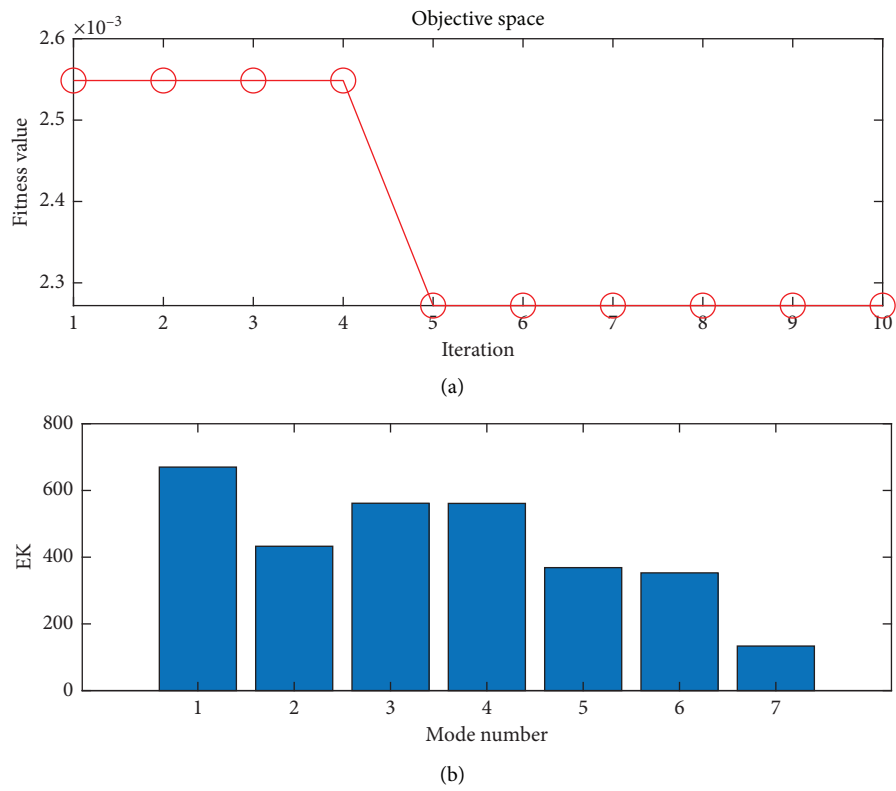 Objective space
×10⁻³
2.6
2.5
2.4
2.3
Fitness value
1 2 3 4 5 6 7 8 9 10
Iteration
(a)
800
600
400
200
0
EK
1 2 3 4 5 6 7
Mode number
(b)